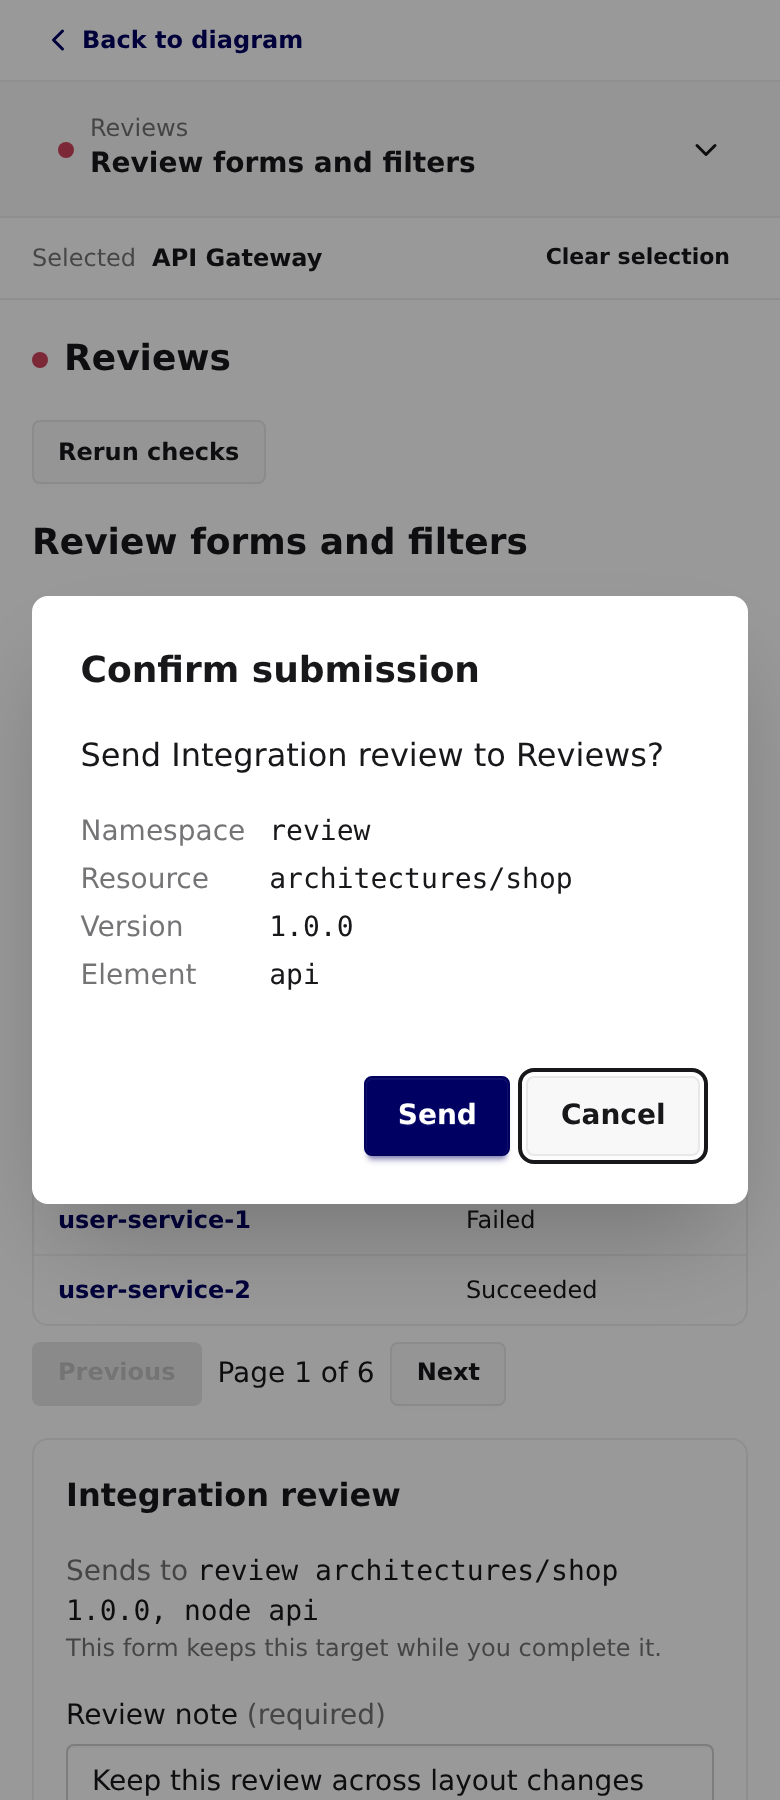 Back to diagram
Reviews
Review forms and filters
Selected API Gateway Clear selection
Reviews
Rerun checks
Review forms and filters
Confirm submission
Send Integration review to Reviews?
Namespace review
Resource architectures/shop
Version 1.0.0
Element api
Send Cancel
user-service-1 Failed
user-service-2 Succeeded
Previous Page 1 of 6 Next
Integration review
Sends to review architectures/shop
1.0.0, node api
This form keeps this target while you complete it.
Review note (required)
Keep this review across layout changes